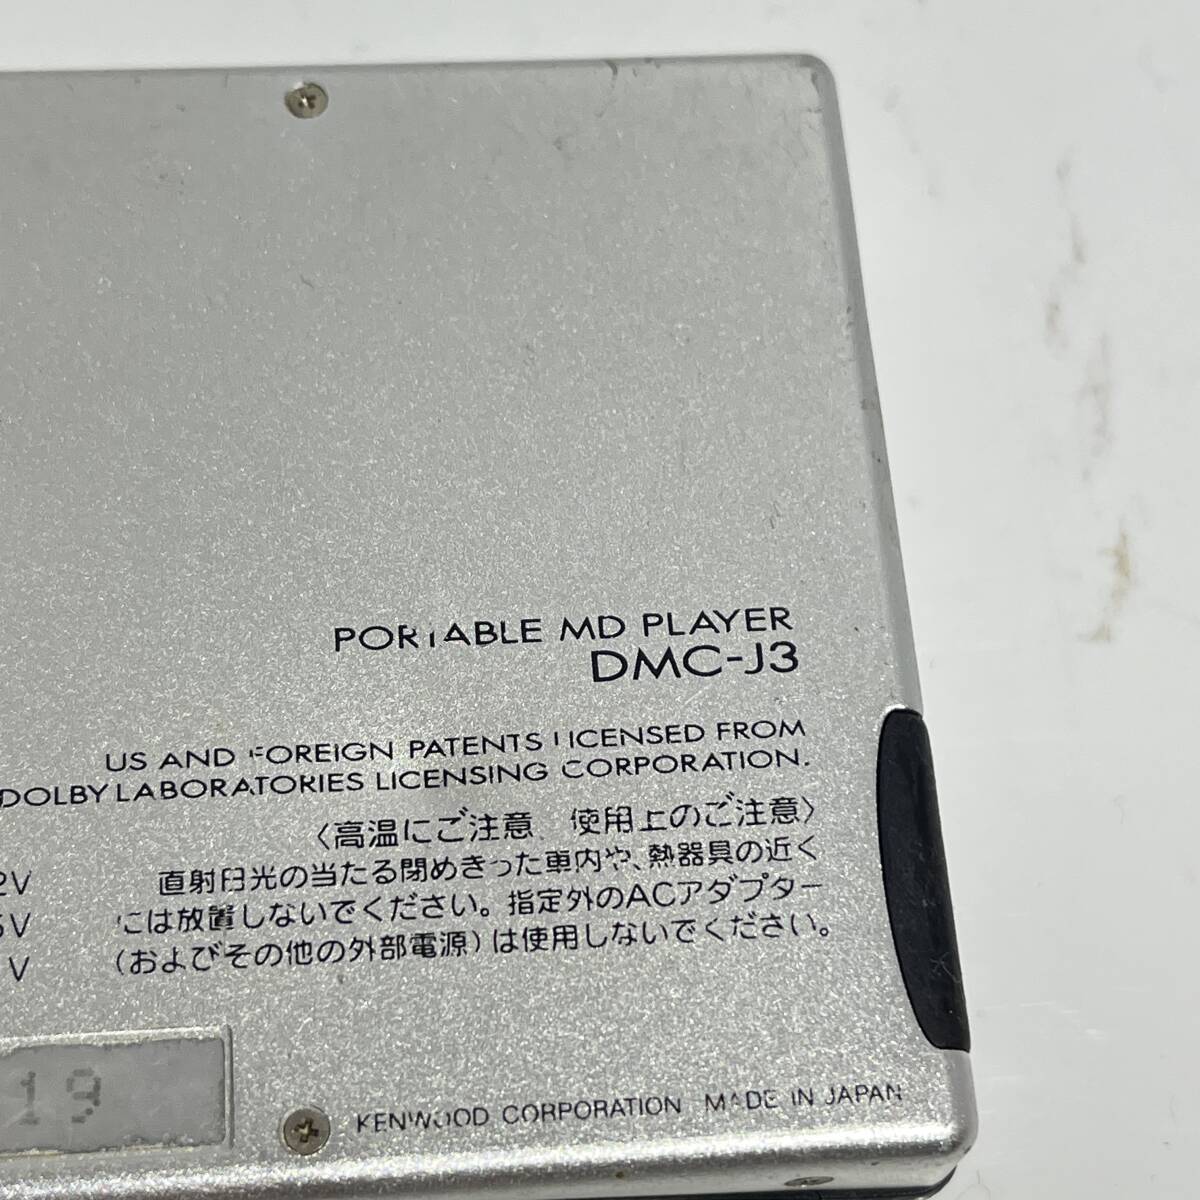 PORTABLE MD PLAYER
DMC-J3
US AND FOREIGN PATENTS LICENSED FROM
DOLBY LABORATORIES LICENSING CORPORATION.
〈高温にご注意 使用上のご注意〉
直射日光の当たる閉めきった車内や、熱器具の近く
には放置しないでください。指定外のACアダプター
(およびその他の外部電源)は使用しないでください。
2V
5V
V
19
KENWOOD CORPORATION MADE IN JAPAN